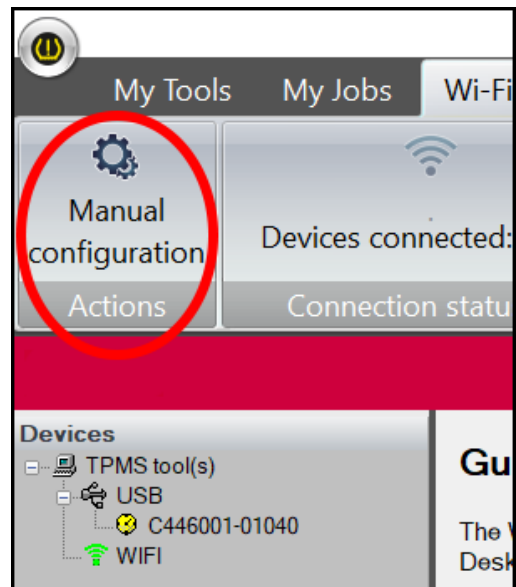 My Tools My Jobs Wi-Fi
Manual
configuration
Devices connected:
Actions
Connection statu
Devices
TPMS tool(s)
USB
C446001-01040
WIFI
Gu
The
Desk